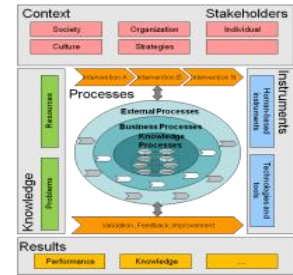 Context
Stakeholders
Society
Organization
Individual
Culture
Strategies
Intervention A
Intervention B
Intervention N
Processes
External Processes
Business Processes
Knowledge
Processes
Knowledge
Resources
Problems
Instruments
Human-based
instruments
Technologies and
tools
Validation, Feedback, Improvement
Results
Performance
Knowledge
...